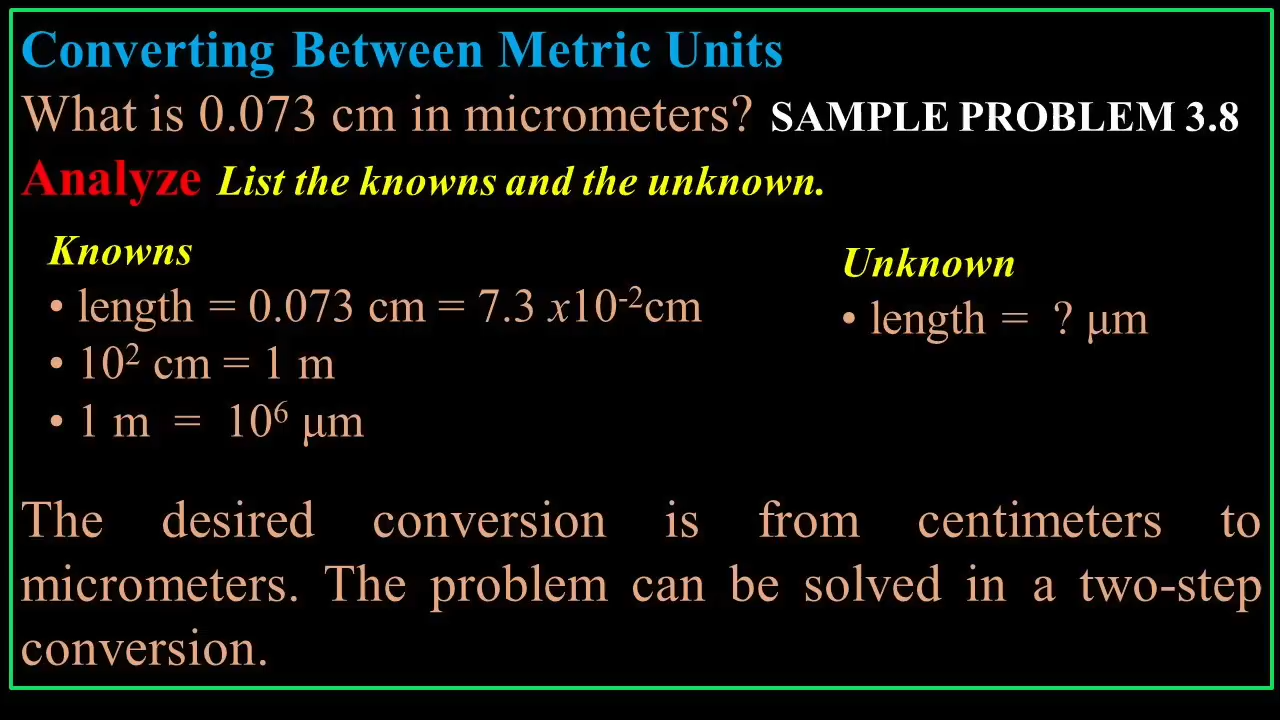 Converting Between Metric Units
What is 0.073 cm in micrometers? SAMPLE PROBLEM 3.8
Analyze List the knowns and the unknown.
Knowns
• length = 0.073 cm = 7.3 x10⁻²cm
• 10² cm = 1 m
• 1 m = 10⁶ μm
Unknown
• length = ? μm
The desired conversion is from centimeters to
micrometers. The problem can be solved in a two-step
conversion.